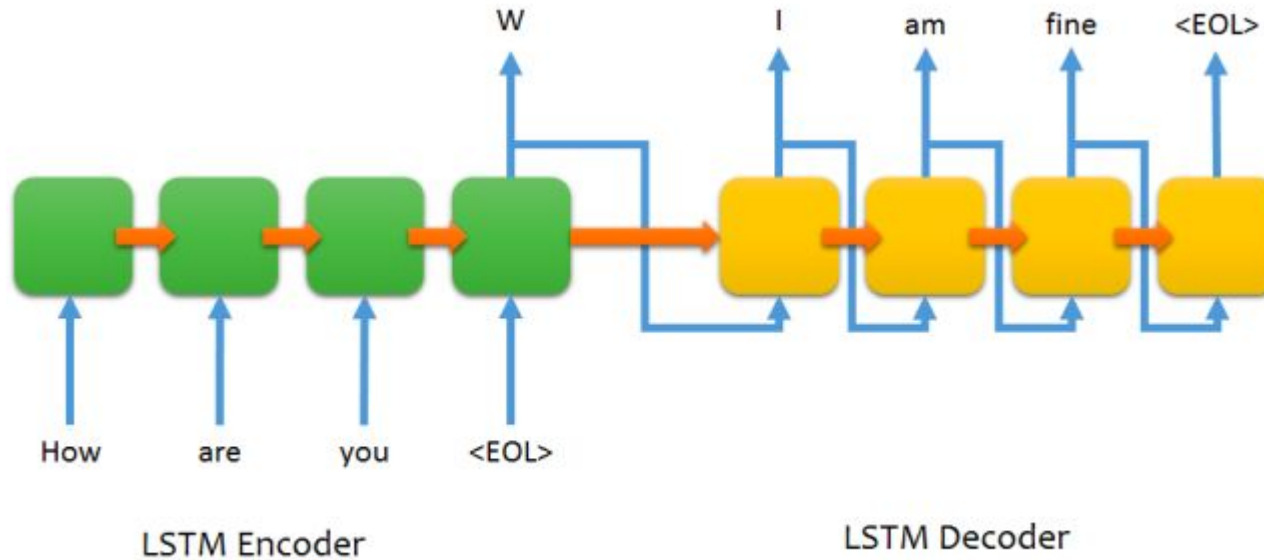 W I am fine <EOL>
How are you <EOL>
LSTM Encoder LSTM Decoder